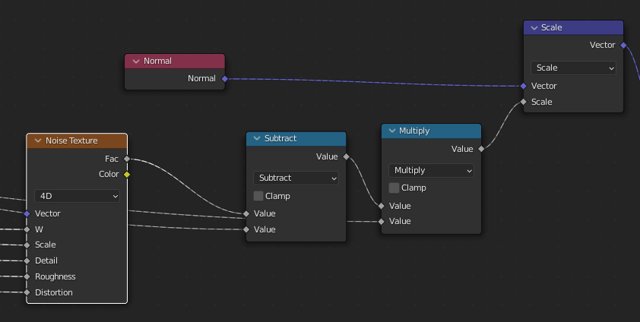 Scale
Vector
Scale
Vector
Scale
Normal
Normal
Noise Texture
Fac
Color
4D
Vector
W
Scale
Detail
Roughness
Distortion
Subtract
Value
Subtract
Clamp
Value
Value
Multiply
Value
Multiply
Clamp
Value
Value